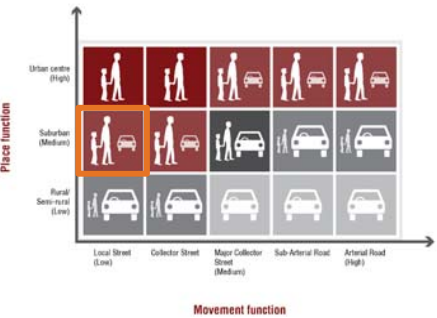 Place function
Urban centre
(High)
Suburban
(Medium)
Rural/
Semi-rural
(Low)
Local Street
(Low)
Collector Street
Major Collector
Street
(Medium)
Sub-Arterial Road
Arterial Road
(High)
Movement function